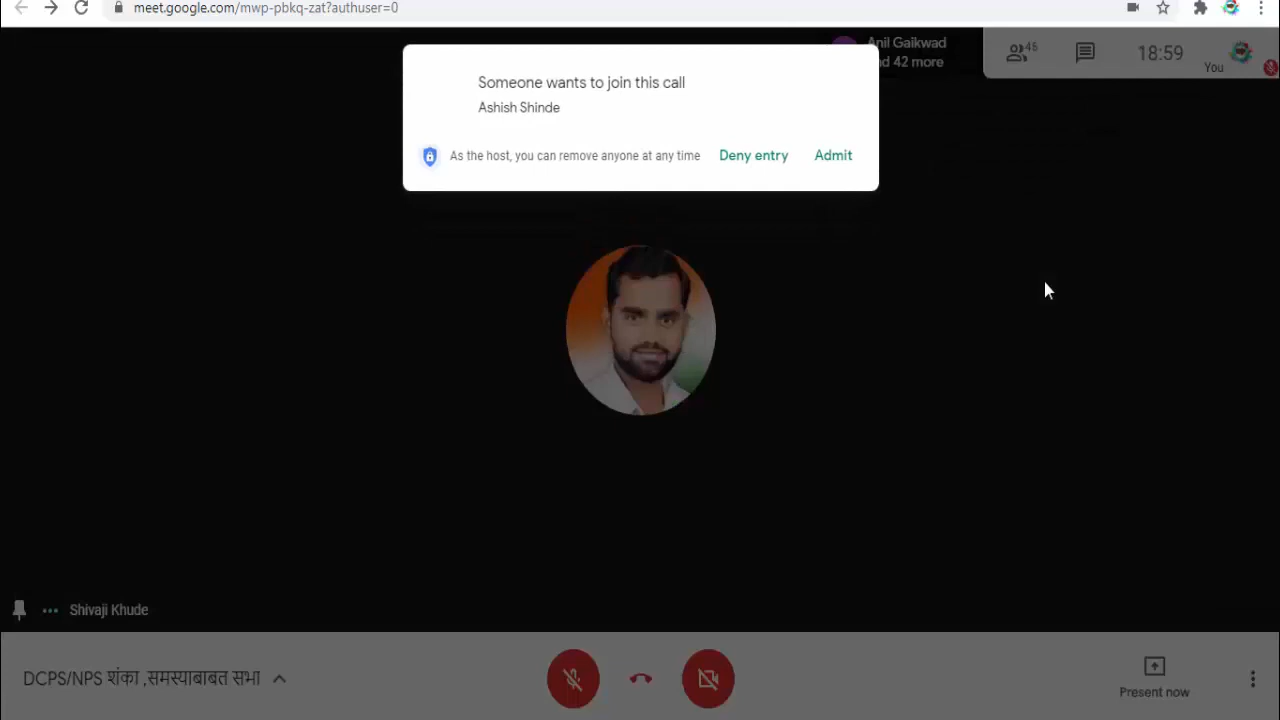 meet.google.com/mwp-pbkq-zat?authuser=0
Anil Gaikwad
nd 42 more
46
18:59
You
Someone wants to join this call
Ashish Shinde
As the host, you can remove anyone at any time
Deny entry
Admit
Shivaji Khude
DCPS/NPS शंका ,समस्याबाबत सभा
Present now